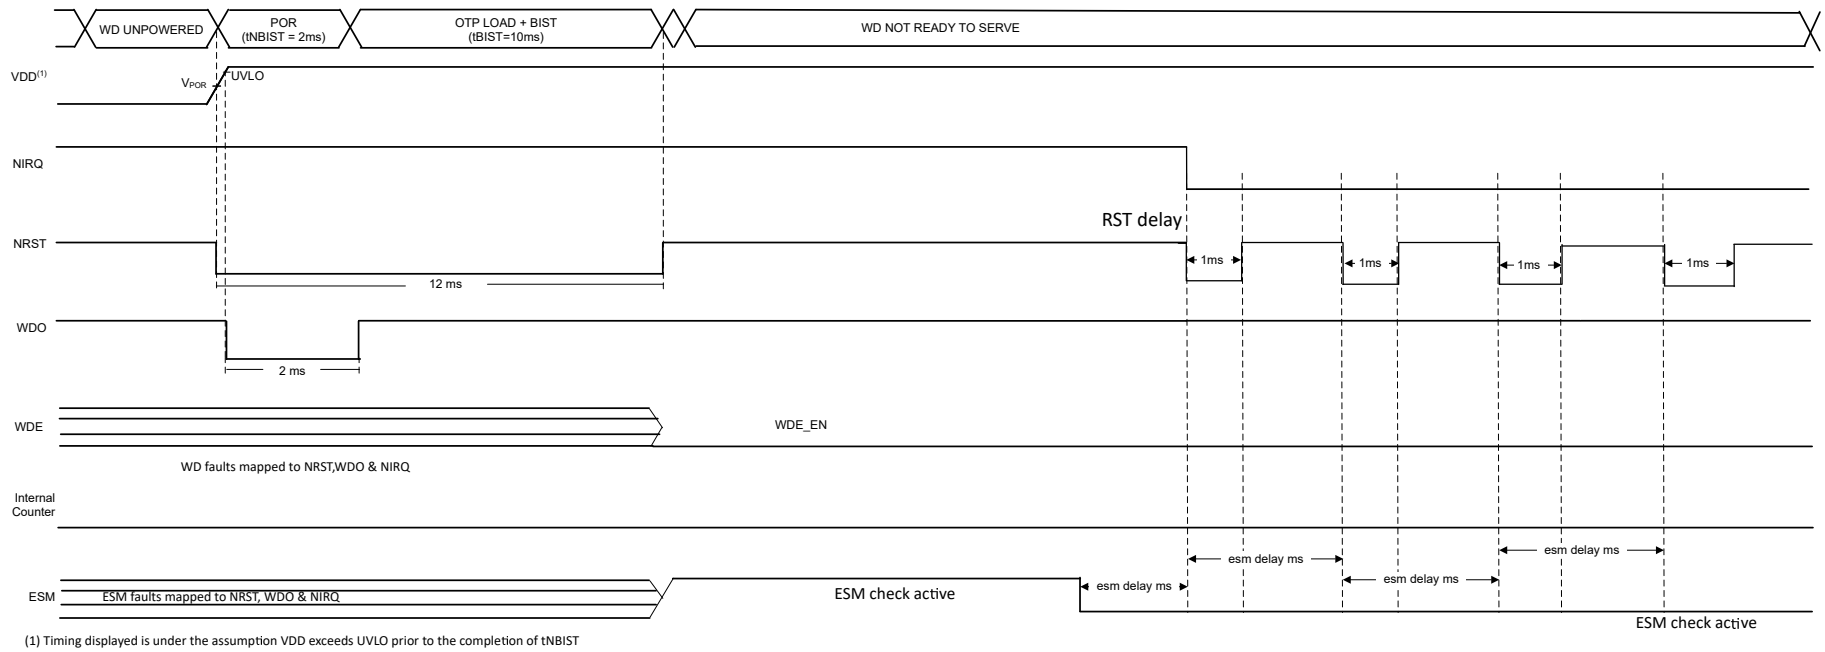 WD UNPOWERED
POR
(tNBIST = 2ms)
OTP LOAD + BIST
(tBIST=10ms)
WD NOT READY TO SERVE
VDD(1)
VPOR
UVLO
NIRQ
RST delay
NRST
1ms
1ms
1ms
1ms
12 ms
WDO
2 ms
WDE
WDE_EN
WD faults mapped to NRST,WDO & NIRQ
Internal
Counter
esm delay ms
esm delay ms
esm delay ms
esm delay ms
ESM
ESM faults mapped to NRST, WDO & NIRQ
ESM check active
ESM check active
(1) Timing displayed is under the assumption VDD exceeds UVLO prior to the completion of tNBIST